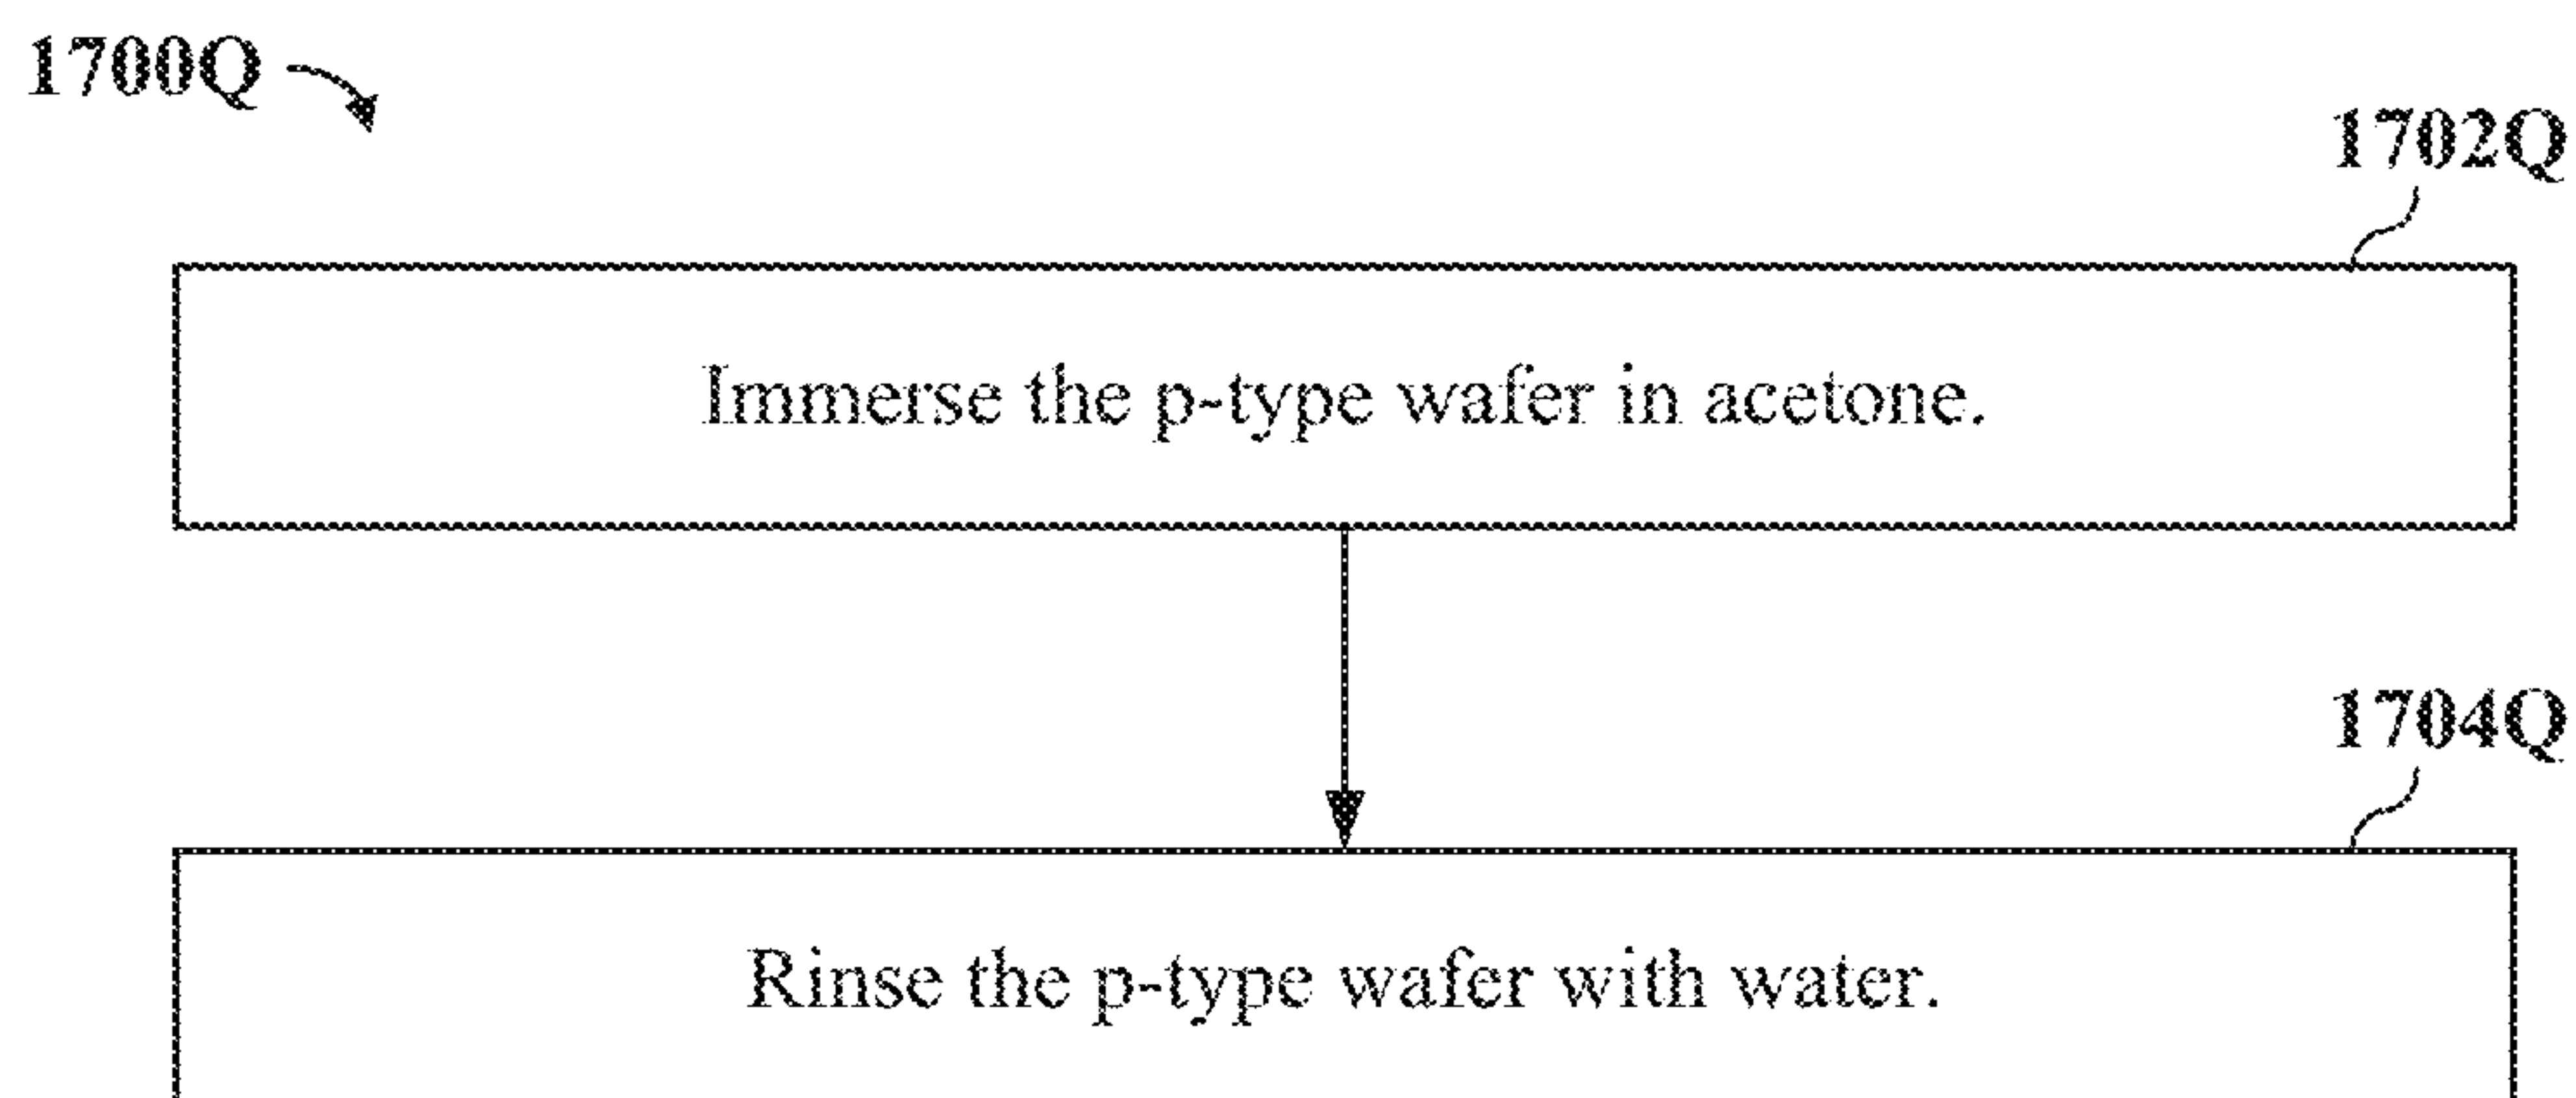 1700Q
1702Q
Immerse the p-type wafer in acetone.
1704Q
Rinse the p-type wafer with water.